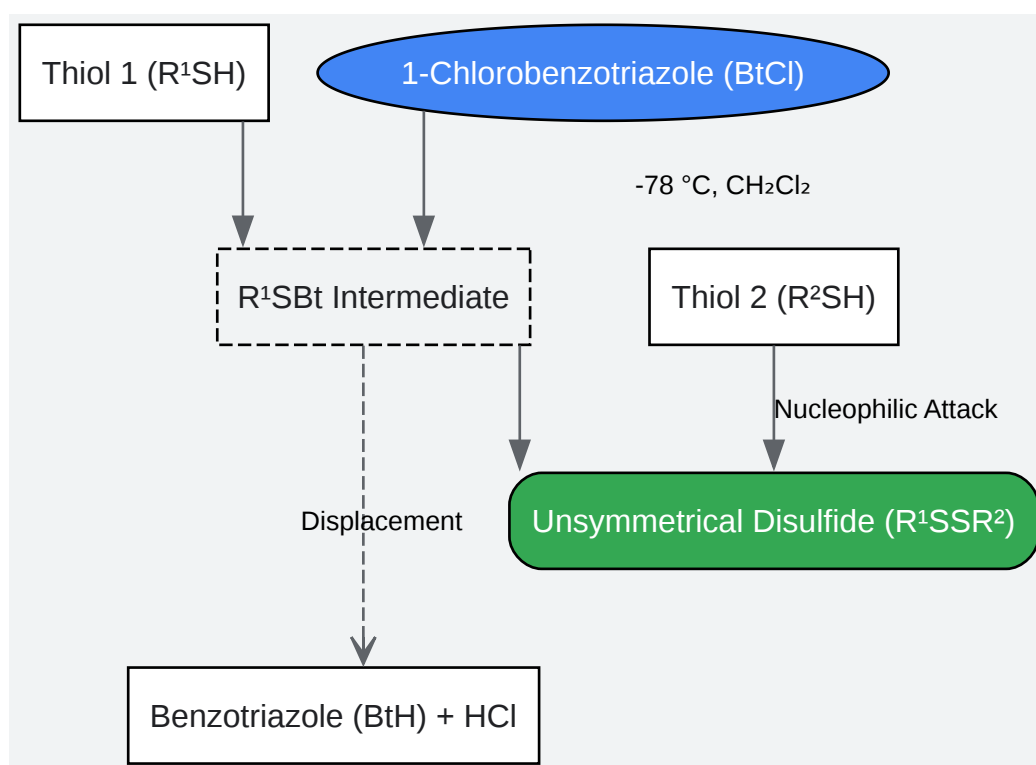 Thiol 1 (R¹SH)
1-Chlorobenzotriazole (BtCl)
-78 °C, CH₂Cl₂
R¹SBt Intermediate
Thiol 2 (R²SH)
Nucleophilic Attack
Displacement
Unsymmetrical Disulfide (R¹SSR²)
Benzotriazole (BtH) + HCl